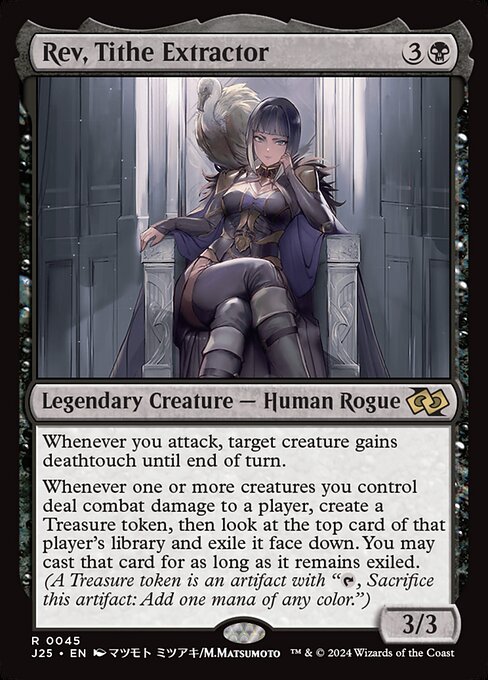 Rev, Tithe Extractor 3
Legendary Creature — Human Rogue
Whenever you attack, target creature gains
deathtouch until end of turn.
Whenever one or more creatures you control
deal combat damage to a player, create a
Treasure token, then look at the top card of that
player's library and exile it face down. You may
cast that card for as long as it remains exiled.
(A Treasure token is an artifact with “, Sacrifice
this artifact: Add one mana of any color.”)
3/3
R 0045
J25 • EN マツモト ミツアキ/M.MATSUMOTO ™ & © 2024 Wizards of the Coast